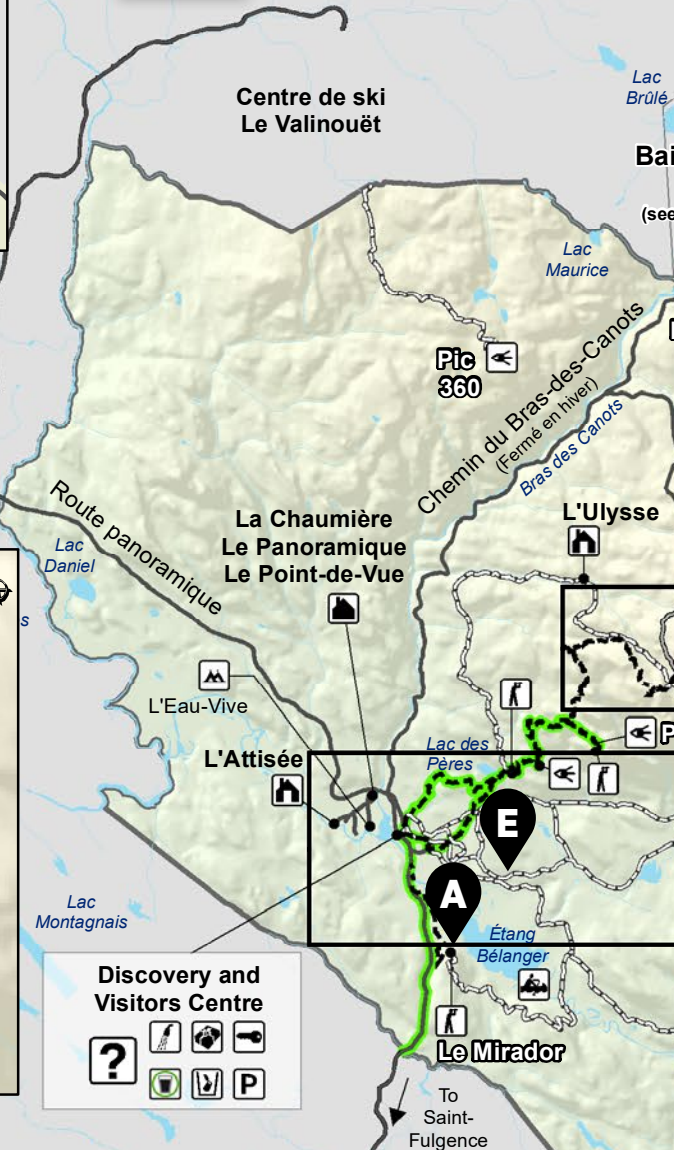 Centre de ski
Le Valinouët
Lac
Brûlé
Bai
(see
Lac
Maurice
Pic
360
Chemin du Bras-des-Canots
(Fermé en hiver)
Bras des Canots
Route panoramique
La Chaumière
Le Panoramique
Le Point-de-Vue
L'Ulysse
Lac
Daniel
s
L'Eau-Vive
L'Attisée
Lac des
Pères
P
E
A
Lac
Montagnais
Étang
Bélanger
Discovery and
Visitors Centre
?
P
Le Mirador
To
Saint-
Fulgence